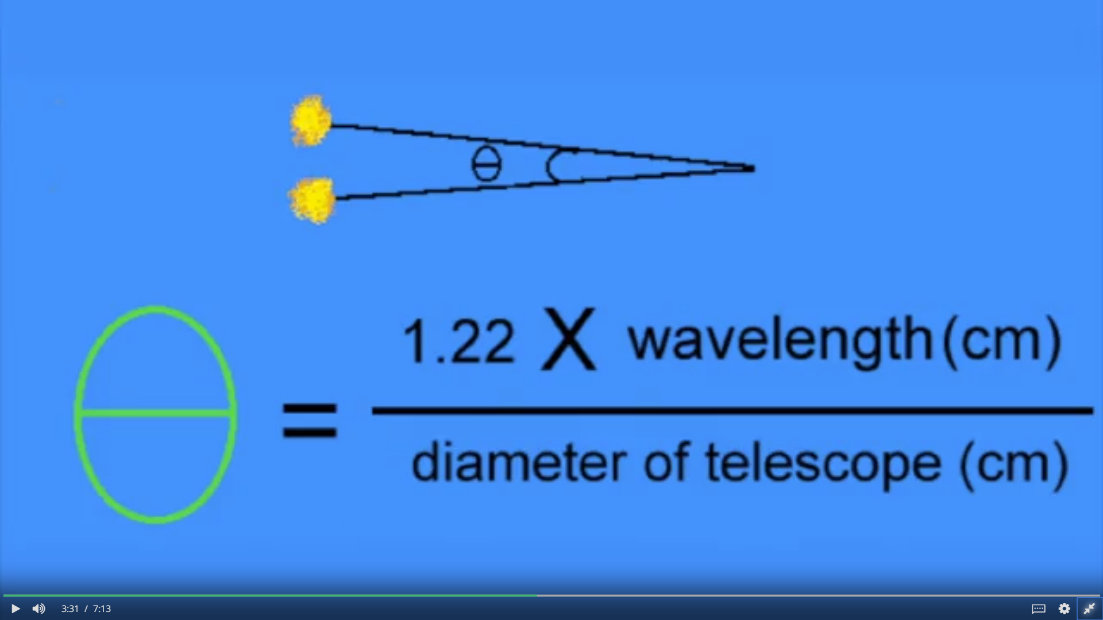 θ
θ = 1.22 X wavelength (cm)
diameter of telescope (cm)
3:31 / 7:13